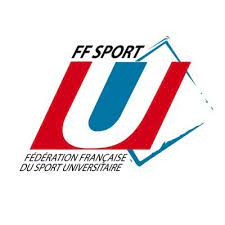 FF SPORT
U
FÉDÉRATION FRANÇAISE
DU SPORT UNIVERSITAIRE